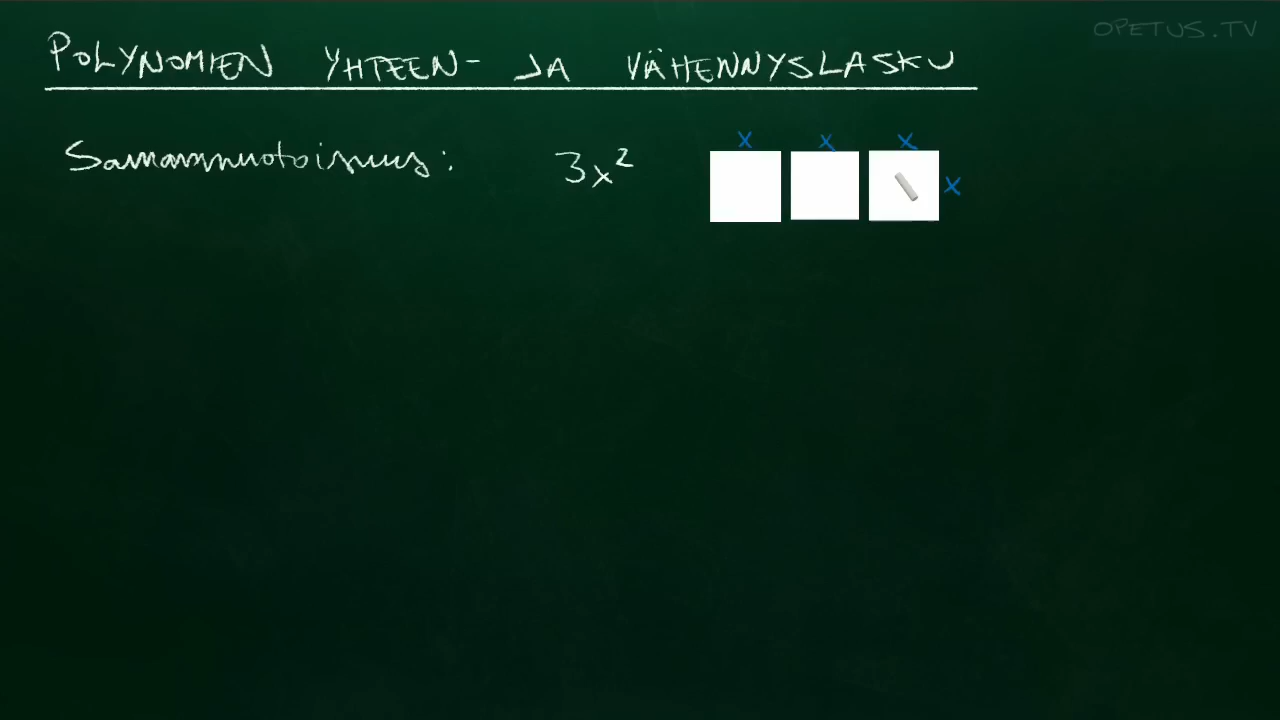 OPETUS.TV
POLYNOMIEN YHTEEN- JA VÄHENNYSLASKU
Samanmuotoisuus: 3x²
x x x
x